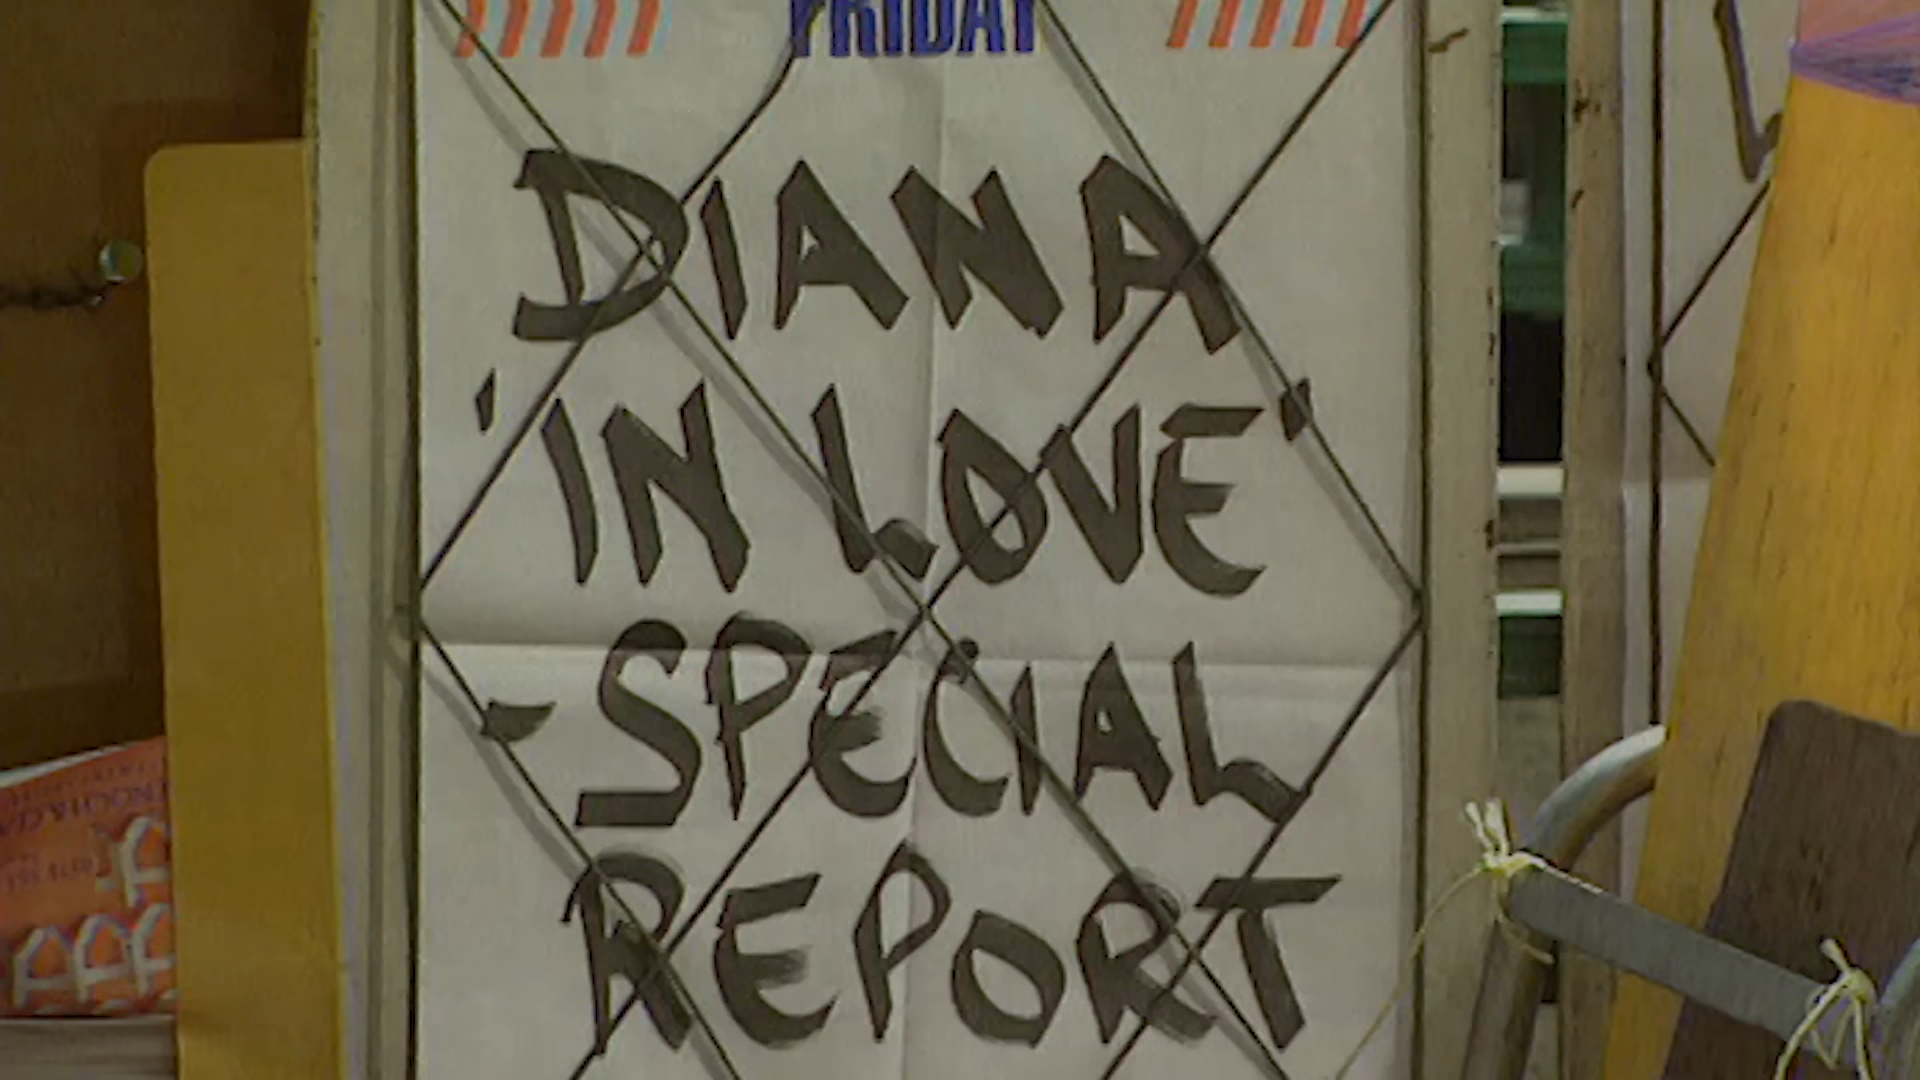 FRIDAY
DIANA
'IN LOVE'
-SPECIAL
REPORT